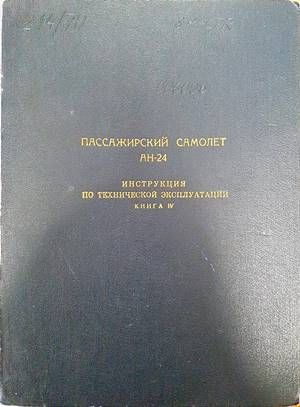 ПАССАЖИРСКИЙ САМОЛЕТ
АН-24
ИНСТРУКЦИЯ
ПО ТЕХНИЧЕСКОЙ ЭКСПЛУАТАЦИИ
КНИГА IV